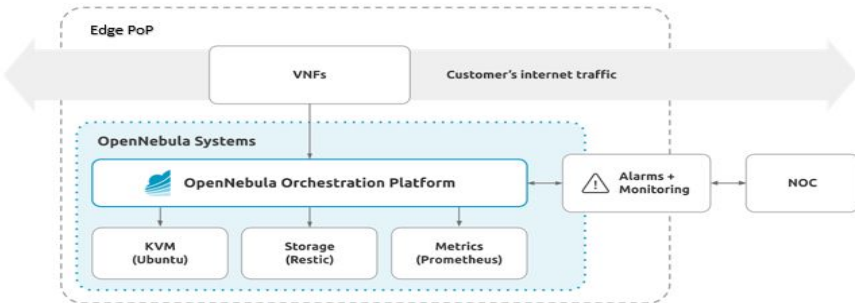 Edge PoP
VNFs
Customer's internet traffic
OpenNebula Systems
OpenNebula Orchestration Platform
Alarms +
Monitoring
NOC
KVM
(Ubuntu)
Storage
(Restic)
Metrics
(Prometheus)